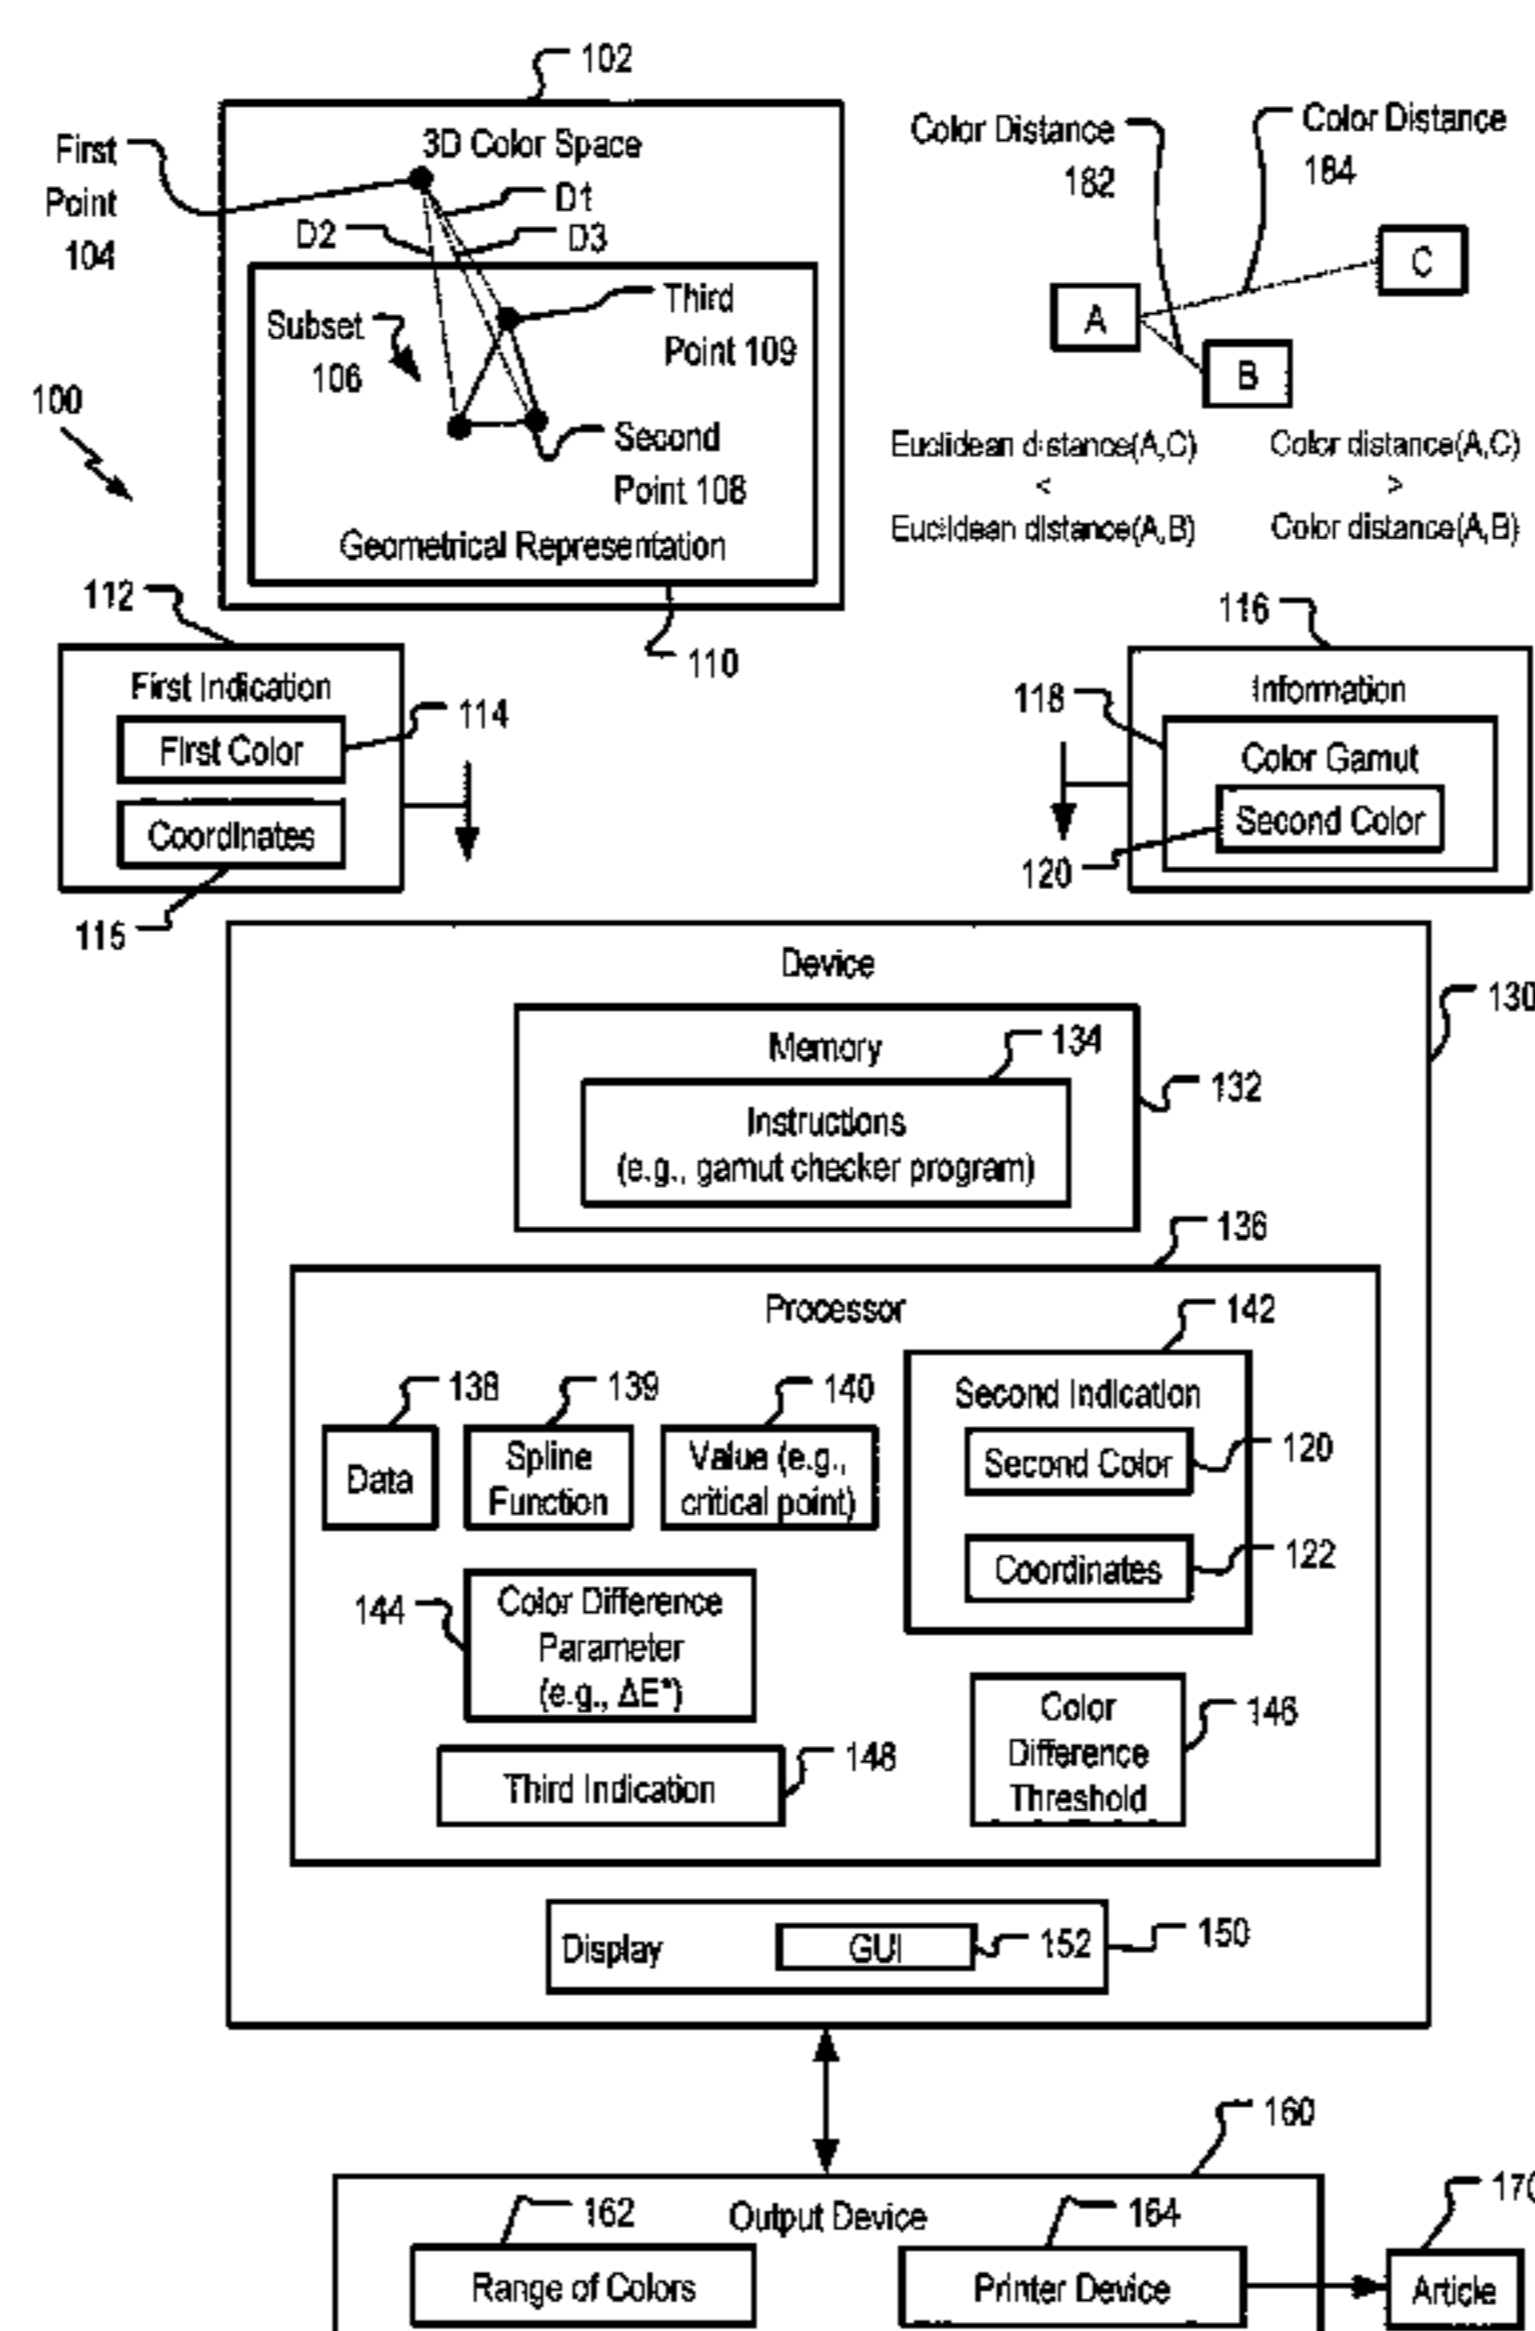 102
3D Color Space
First
Point
104
D1
D2
D3
Subset
106
Third
Point 109
Second
Point 108
Geometrical Representation
110
100
Color Distance
182
Color Distance
184
A
B
C
Euclidean distance(A,C)
<
Euclidean distance(A,B)
Color distance(A,C)
>
Color distance(A,B)
112
First Indication
First Color
114
Coordinates
115
116
Information
118
Color Gamut
Second Color
120
Device
130
Memory
134
132
Instructions
(e.g., gamut checker program)
136
Processor
142
138
139
140
Second Indication
Data
Spline
Function
Value (e.g.,
critical point)
Second Color
120
Coordinates
122
144
Color Difference
Parameter
(e.g., ΔE*)
Color
Difference
Threshold
146
Third Indication
148
Display
GUI
152
150
160
162
Output Device
164
170
Range of Colors
Printer Device
Article